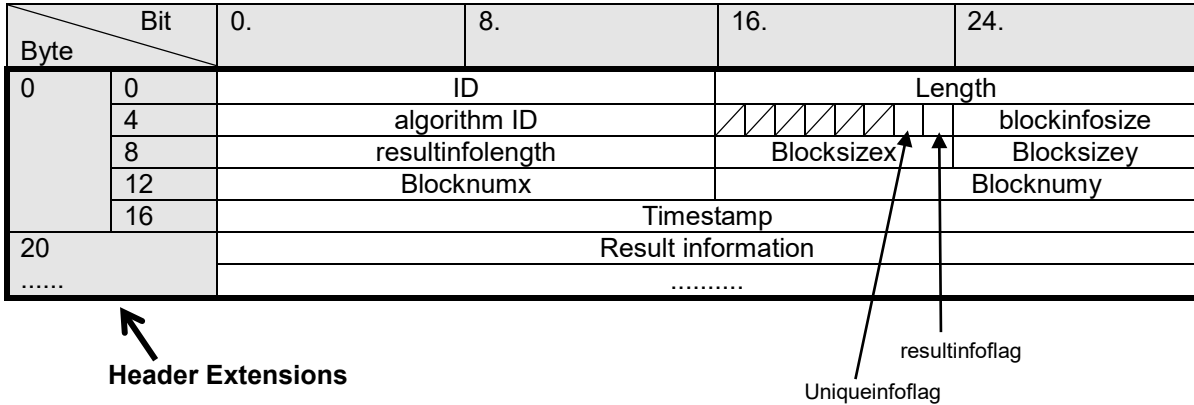 Bit 0. 8. 16. 24.
Byte
0 0 ID Length
4 algorithm ID blockinfosize
8 resultinfolength Blocksizex Blocksizey
12 Blocknumx Blocknumy
16 Timestamp
20 Result information
...... ..........
resultinfoflag
Header Extensions
Uniqueinfoflag